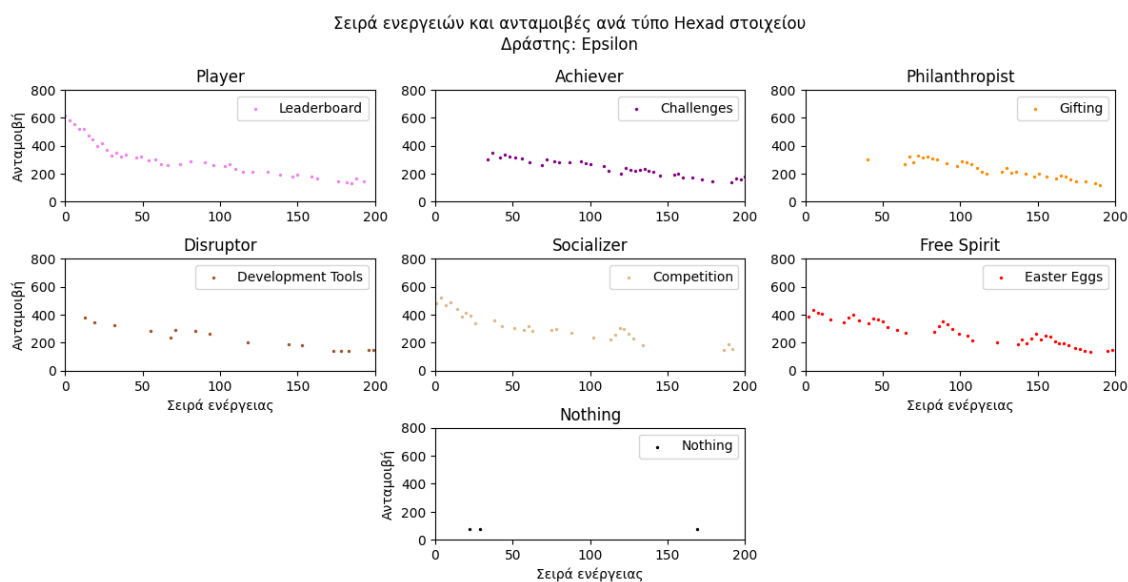 Σειρά ενεργειών και ανταμοιβές ανά τύπο Hexad στοιχείου
Δράστης: Epsilon
Player
Achiever
Philanthropist
Ανταμοιβή
800
600
400
200
0
Leaderboard
0 50 100 150 200
800
600
400
200
0
Challenges
0 50 100 150 200
800
600
400
200
0
Gifting
0 50 100 150 200
Disruptor
Socializer
Free Spirit
Ανταμοιβή
800
600
400
200
0
Development Tools
0 50 100 150 200
Σειρά ενέργειας
800
600
400
200
0
Competition
0 50 100 150 200
800
600
400
200
0
Easter Eggs
0 50 100 150 200
Σειρά ενέργειας
Nothing
Ανταμοιβή
800
600
400
200
0
Nothing
0 50 100 150 200
Σειρά ενέργειας